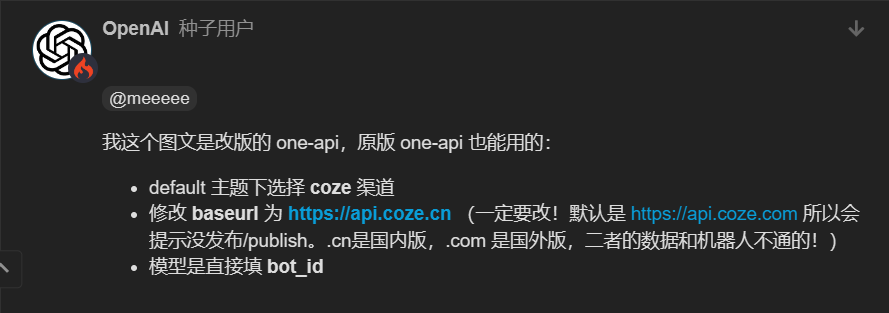 OpenAI 种子用户
@meeeee
我这个图文是改版的 one-api，原版 one-api 也能用的：
• default 主题下选择 coze 渠道
• 修改 baseurl 为 https://api.coze.cn （一定要改！默认是 https://api.coze.com 所以会
提示没发布/publish。.cn是国内版，.com 是国外版，二者的数据和机器人不通的！)
• 模型是直接填 bot_id